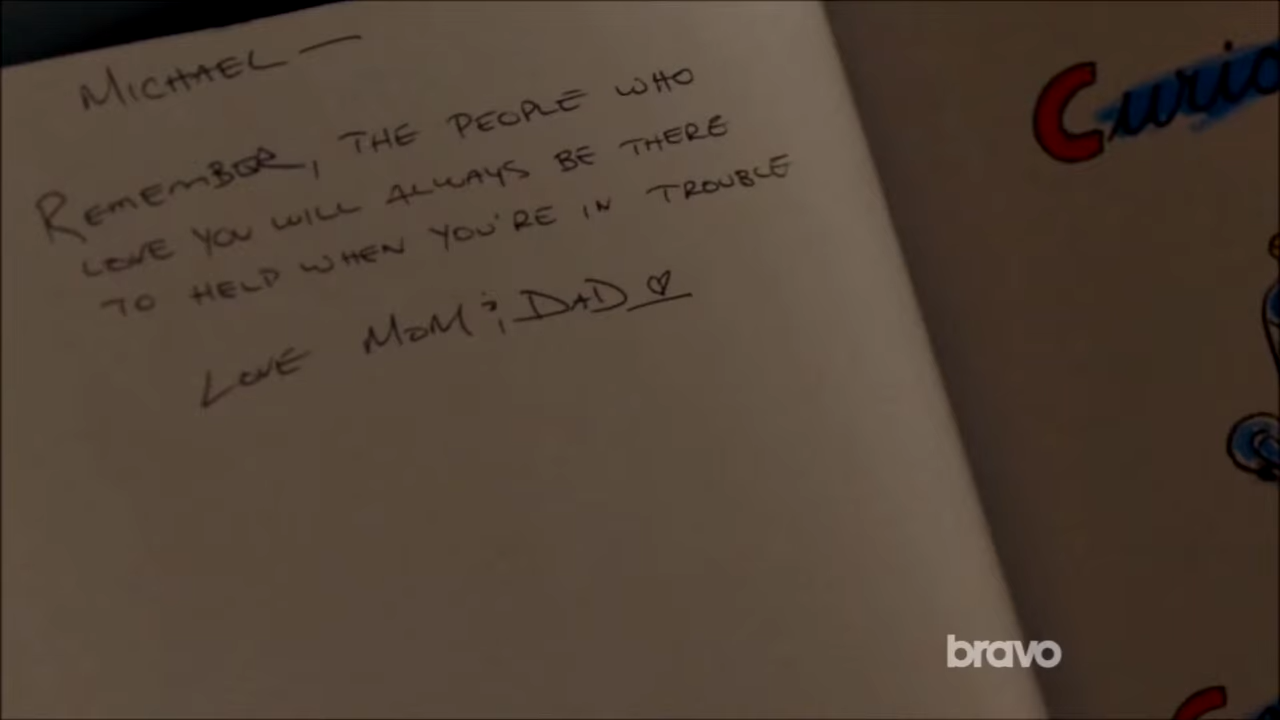 MICHAEL —
REMEMBER, THE PEOPLE WHO
LOVE YOU WILL ALWAYS BE THERE
TO HELP WHEN YOU'RE IN TROUBLE
LOVE MOM & DAD ♡
Curio
C
bravo